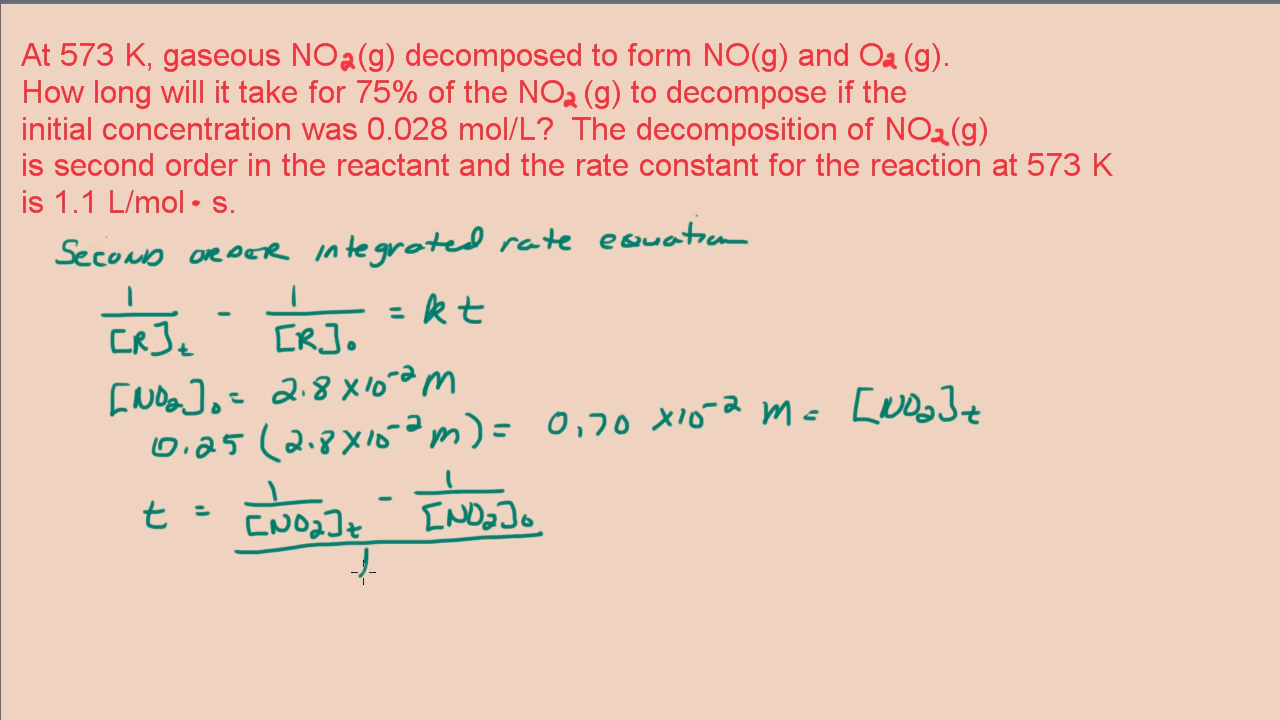 At 573 K, gaseous NO₂(g) decomposed to form NO(g) and O₂(g).
How long will it take for 75% of the NO₂(g) to decompose if the
initial concentration was 0.028 mol/L? The decomposition of NO₂(g)
is second order in the reactant and the rate constant for the reaction at 573 K
is 1.1 L/mol • s.
Second order integrated rate equation
1/[R]ₜ - 1/[R]₀ = kt
[NO₂]₀ = 2.8 x10⁻² M
0.25 (2.8 x10⁻² M) = 0.70 x10⁻² M = [NO₂]ₜ
t = 1/[NO₂]ₜ - 1/[NO₂]₀